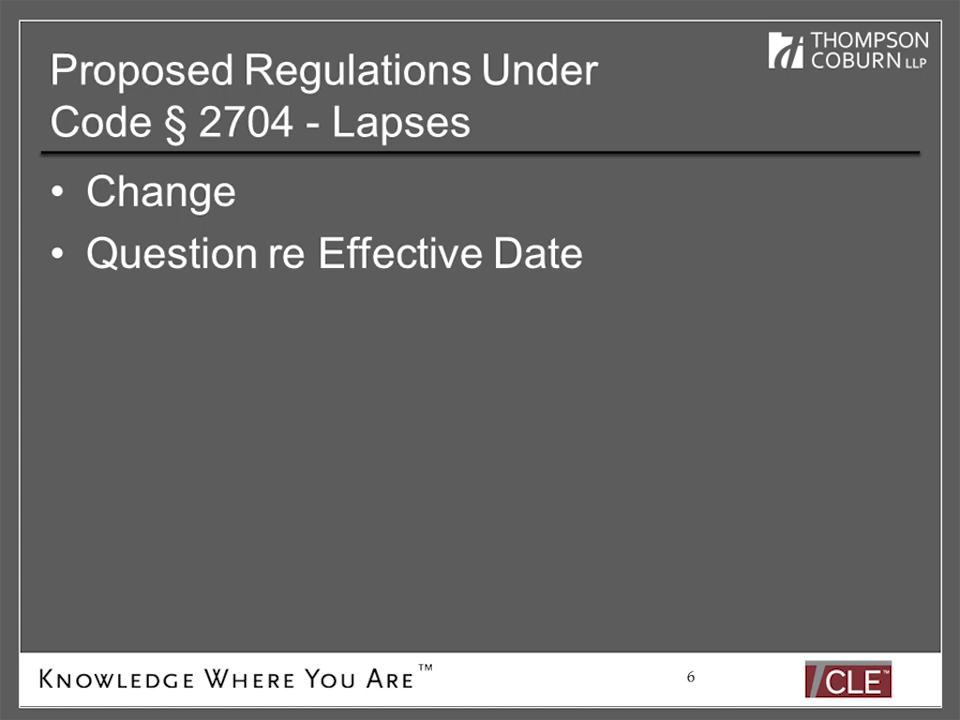 THOMPSON
COBURN LLP
Proposed Regulations Under
Code § 2704 - Lapses
• Change
• Question re Effective Date
KNOWLEDGE WHERE YOU ARE™
6
CLE™